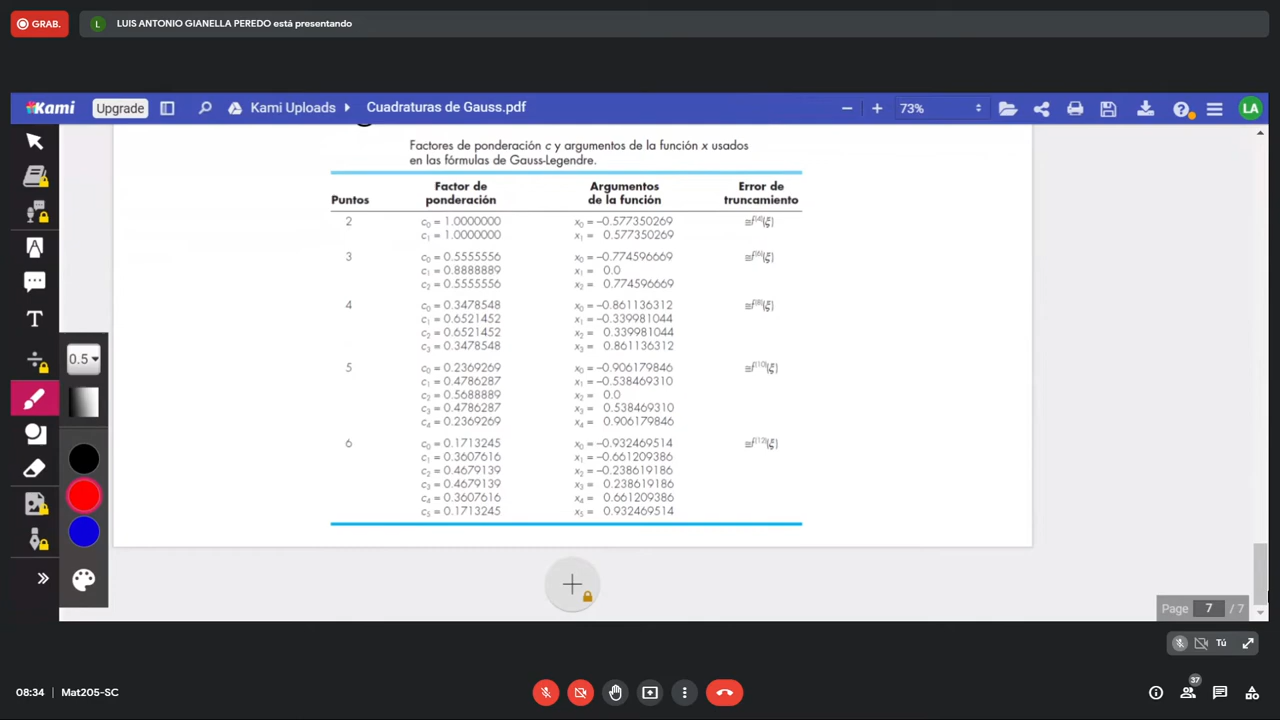 GRAB.
L
LUIS ANTONIO GIANELLA PEREDO está presentando
Kami
Upgrade
Kami Uploads
Cuadraturas de Gauss.pdf
73%
LA
T
0.5
Factores de ponderación c y argumentos de la función x usados
en las fórmulas de Gauss-Legendre.
Puntos Factor de ponderación Argumentos de la función Error de truncamiento
2 c₀ = 1.0000000 x₀ = –0.577350269 ≅f⁽⁴⁾(ξ)
c₁ = 1.0000000 x₁ = 0.577350269
3 c₀ = 0.5555556 x₀ = –0.774596669 ≅f⁽⁶⁾(ξ)
c₁ = 0.8888889 x₁ = 0.0
c₂ = 0.5555556 x₂ = 0.774596669
4 c₀ = 0.3478548 x₀ = –0.861136312 ≅f⁽⁸⁾(ξ)
c₁ = 0.6521452 x₁ = –0.339981044
c₂ = 0.6521452 x₂ = 0.339981044
c₃ = 0.3478548 x₃ = 0.861136312
5 c₀ = 0.2369269 x₀ = –0.906179846 ≅f⁽¹⁰⁾(ξ)
c₁ = 0.4786287 x₁ = –0.538469310
c₂ = 0.5688889 x₂ = 0.0
c₃ = 0.4786287 x₃ = 0.538469310
c₄ = 0.2369269 x₄ = 0.906179846
6 c₀ = 0.1713245 x₀ = –0.932469514 ≅f⁽¹²⁾(ξ)
c₁ = 0.3607616 x₁ = –0.661209386
c₂ = 0.4679139 x₂ = –0.238619186
c₃ = 0.4679139 x₃ = 0.238619186
c₄ = 0.3607616 x₄ = 0.661209386
c₅ = 0.1713245 x₅ = 0.932469514
Page 7 / 7
Tú
08:34 Mat205-SC
37